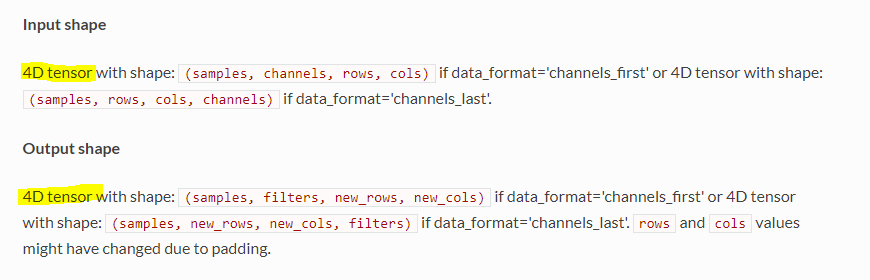 Input shape
4D tensor with shape: (samples, channels, rows, cols) if data_format='channels_first' or 4D tensor with shape:
(samples, rows, cols, channels) if data_format='channels_last'.
Output shape
4D tensor with shape: (samples, filters, new_rows, new_cols) if data_format='channels_first' or 4D tensor
with shape: (samples, new_rows, new_cols, filters) if data_format='channels_last'. rows and cols values
might have changed due to padding.